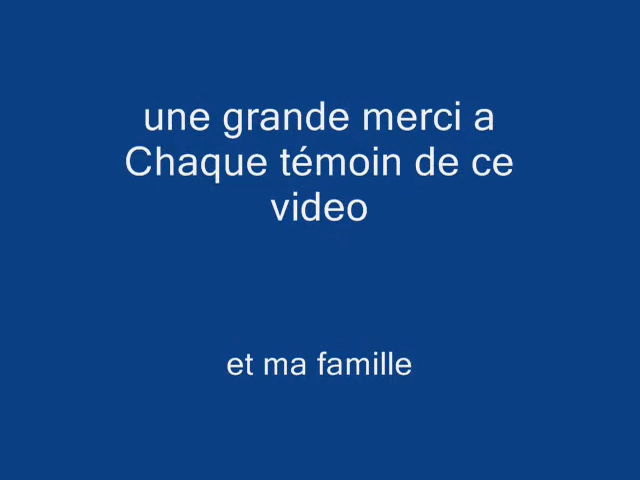 une grande merci a
Chaque témoin de ce
video
et ma famille